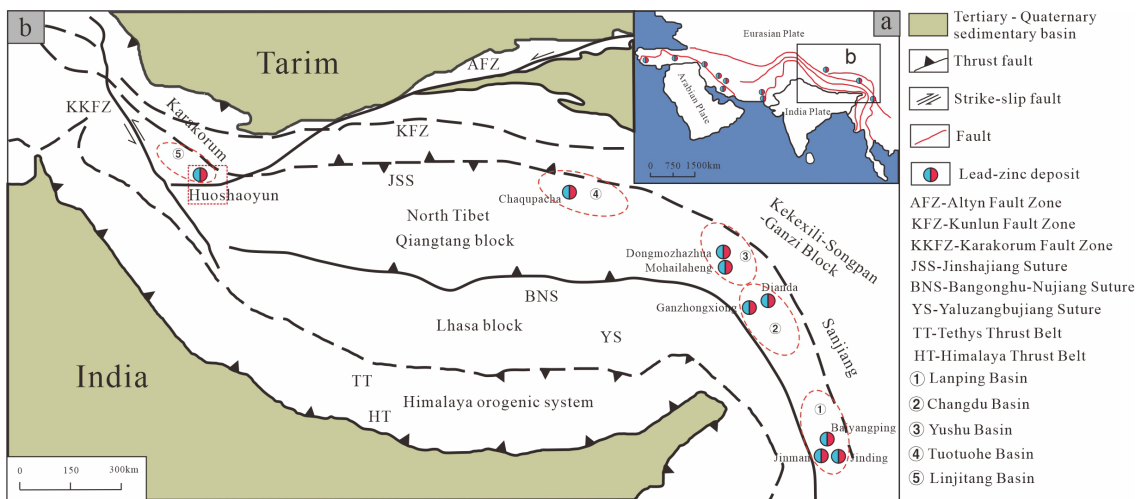 b
Tarim
AFZ
KKFZ
Karakorum
KFZ
⑤
Huoshaoyun
JSS
Chaqupacha
④
North Tibet
Qiangtang block
Kekexili-Songpan
-Ganzi Block
Dongmozhazhua
③
Mohailaheng
Dianda
BNS
Ganzhongxiong
②
Lhasa block
YS
Sanjiang
India
TT
Himalaya orogenic system
HT
①
Baiyangping
Jinman
Jinding
0 150 300km
a
Eurasian Plate
b
Arabian Plate
India Plate
0 750 1500km
Tertiary - Quaternary
sedimentary basin
Thrust fault
Strike-slip fault
Fault
Lead-zinc deposit
AFZ-Altyn Fault Zone
KFZ-Kunlun Fault Zone
KKFZ-Karakorum Fault Zone
JSS-Jinshajiang Suture
BNS-Bangonghu-Nujiang Suture
YS-Yaluzangbujiang Suture
TT-Tethys Thrust Belt
HT-Himalaya Thrust Belt
① Lanping Basin
② Changdu Basin
③ Yushu Basin
④ Tuotuohe Basin
⑤ Linjitang Basin